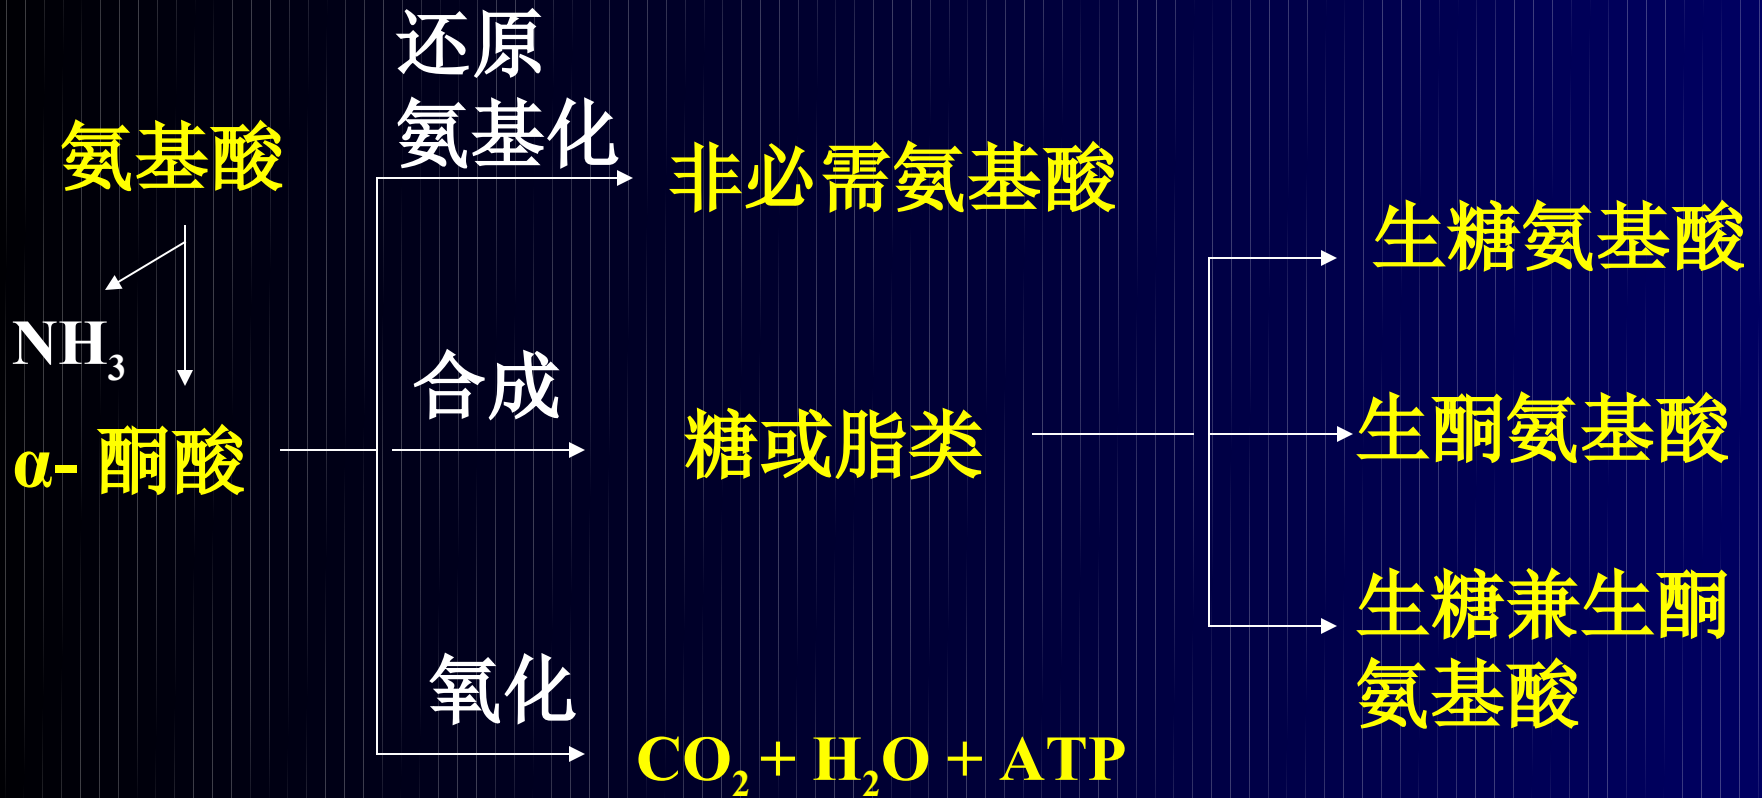 还原
氨基化
氨基酸
非必需氨基酸
生糖氨基酸
NH₃
合成
α- 酮酸
糖或脂类
生酮氨基酸
生糖兼生酮
氨基酸
氧化
CO₂ + H₂O + ATP